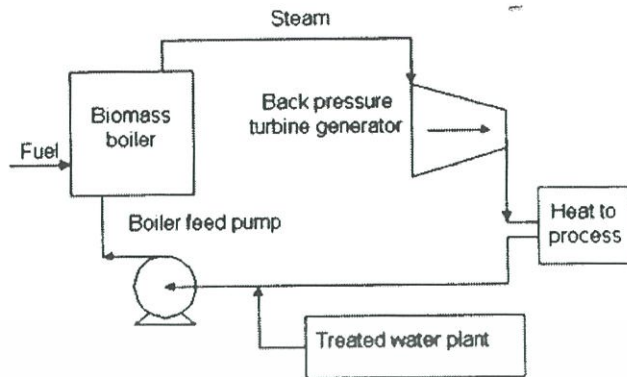 Steam
Biomass
boiler
Back pressure
turbine generator
Fuel
Heat to
process
Boiler feed pump
Treated water plant